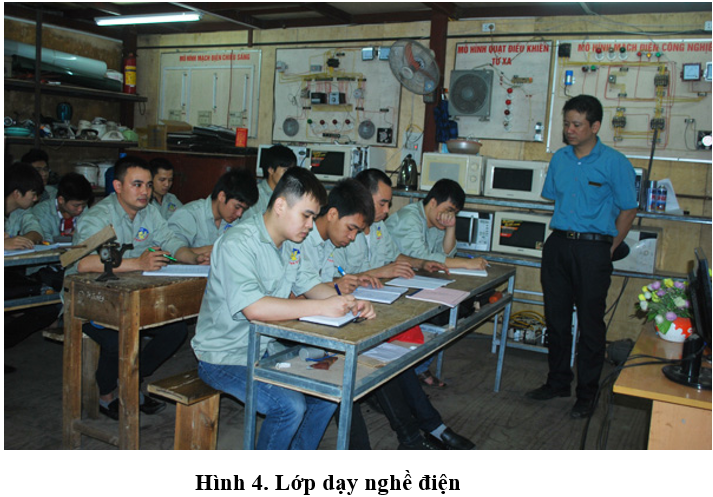 MÔ HÌNH MẠCH ĐIỆN CHIẾU SÁNG
MÔ HÌNH QUẠT ĐIỀU KHIỂN
TỪ XA
MÔ HÌNH MẠCH ĐIỆN CÔNG NGHIỆ
Hình 4. Lớp dạy nghề điện